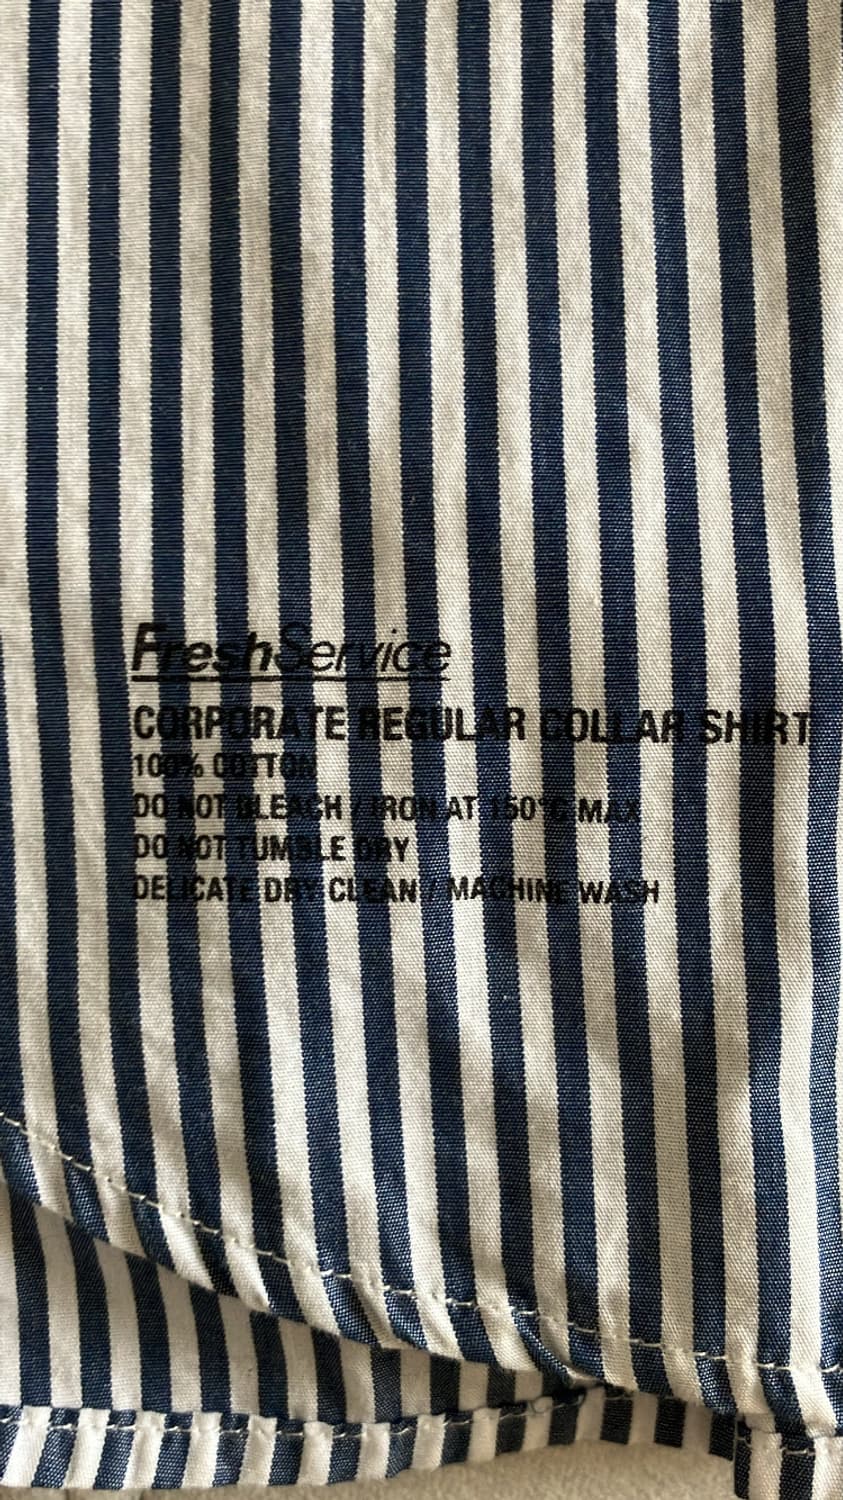 FreshService
CORPORATE REGULAR COLLAR SHIRT
100% COTTON
DO NOT BLEACH / IRON AT 150°C MAX
DO NOT TUMBLE DRY
DELICATE DRY CLEAN / MACHINE WASH